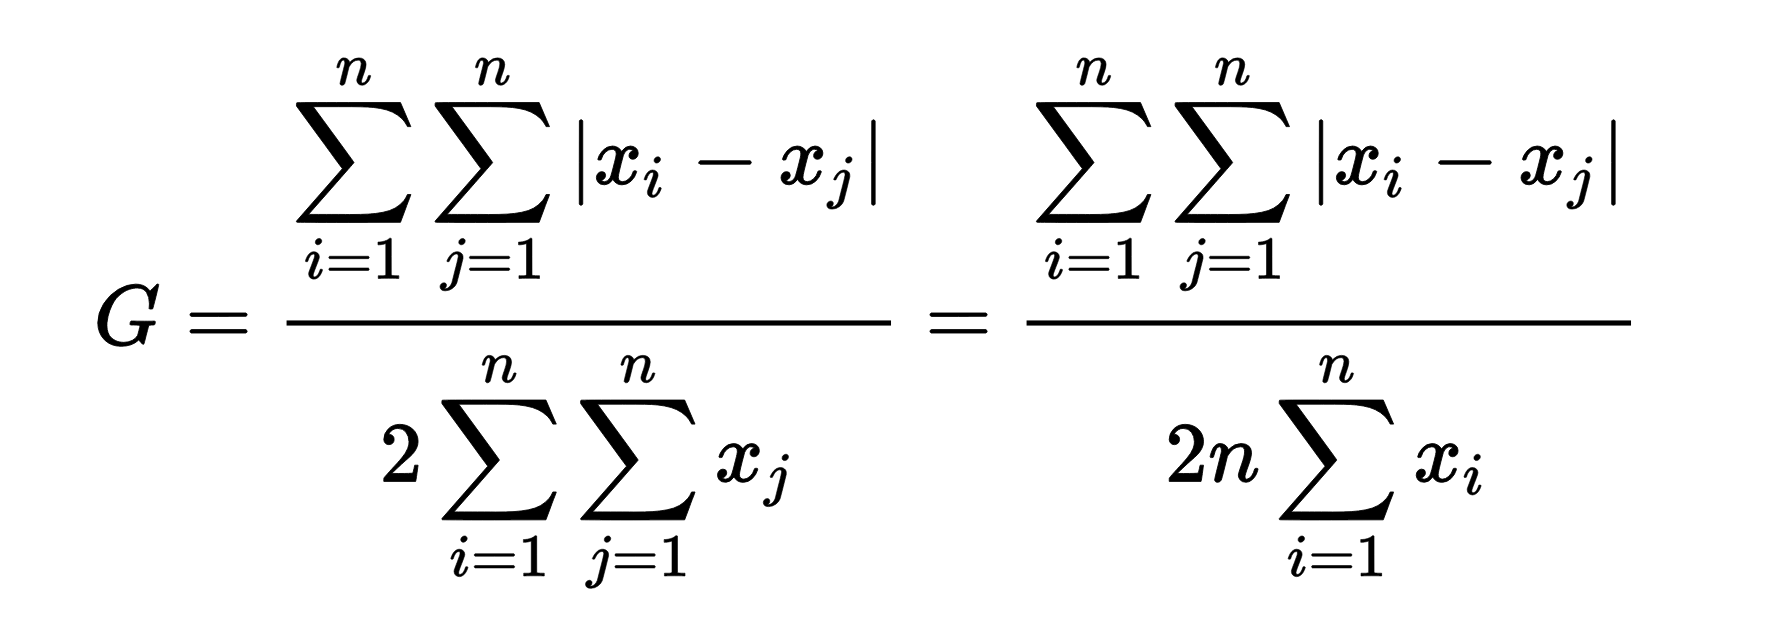 G = \frac{\sum_{i=1}^{n} \sum_{j=1}^{n} |x_i - x_j|}{2 \sum_{i=1}^{n} \sum_{j=1}^{n} x_j} = \frac{\sum_{i=1}^{n} \sum_{j=1}^{n} |x_i - x_j|}{2n \sum_{i=1}^{n} x_i}